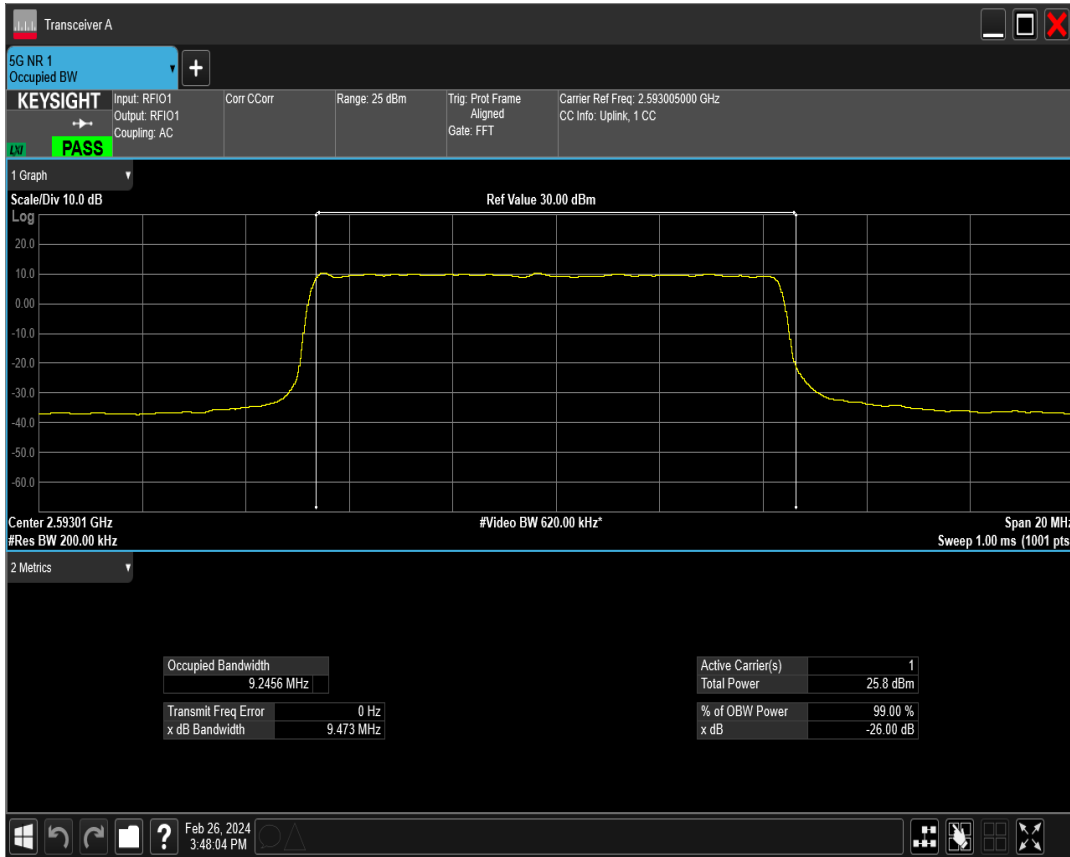 Transceiver A
5G NR 1
Occupied BW
+
KEYSIGHT
LXI
PASS
Input: RFIO1
Output: RFIO1
Coupling: AC
Corr CCorr
Range: 25 dBm
Trig: Prot Frame
Aligned
Gate: FFT
Carrier Ref Freq: 2.593005000 GHz
CC Info: Uplink, 1 CC
1 Graph
Scale/Div 10.0 dB
Ref Value 30.00 dBm
Log
20.0
10.0
0.00
-10.0
-20.0
-30.0
-40.0
-50.0
-60.0
Center 2.59301 GHz
#Video BW 620.00 kHz*
Span 20 MHz
#Res BW 200.00 kHz
Sweep 1.00 ms (1001 pts
2 Metrics
Occupied Bandwidth
9.2456 MHz
Transmit Freq Error 0 Hz
x dB Bandwidth 9.473 MHz
Active Carrier(s) 1
Total Power 25.8 dBm
% of OBW Power 99.00 %
x dB -26.00 dB
?
Feb 26, 2024
3:48:04 PM